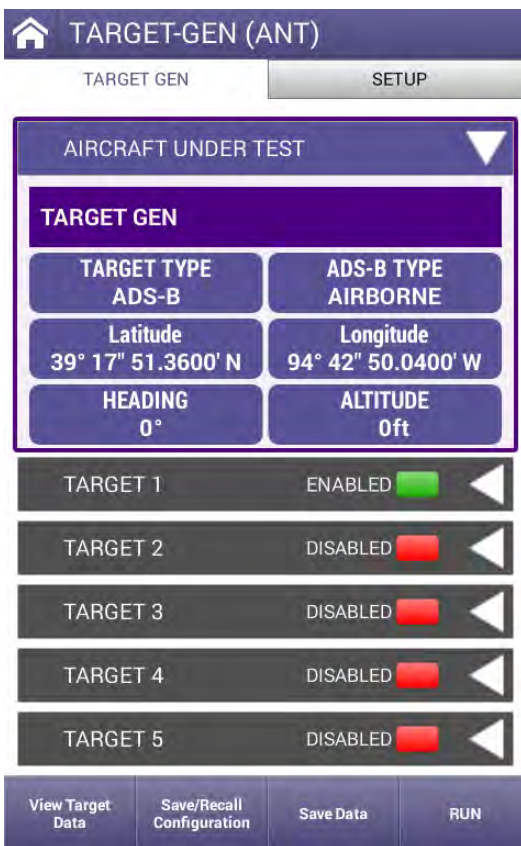 TARGET-GEN (ANT)
TARGET GEN
SETUP
AIRCRAFT UNDER TEST
TARGET GEN
TARGET TYPE
ADS-B
ADS-B TYPE
AIRBORNE
Latitude
39° 17" 51.3600' N
Longitude
94° 42" 50.0400' W
HEADING
0°
ALTITUDE
0ft
TARGET 1 ENABLED
TARGET 2 DISABLED
TARGET 3 DISABLED
TARGET 4 DISABLED
TARGET 5 DISABLED
View Target
Data
Save/Recall
Configuration
Save Data
RUN